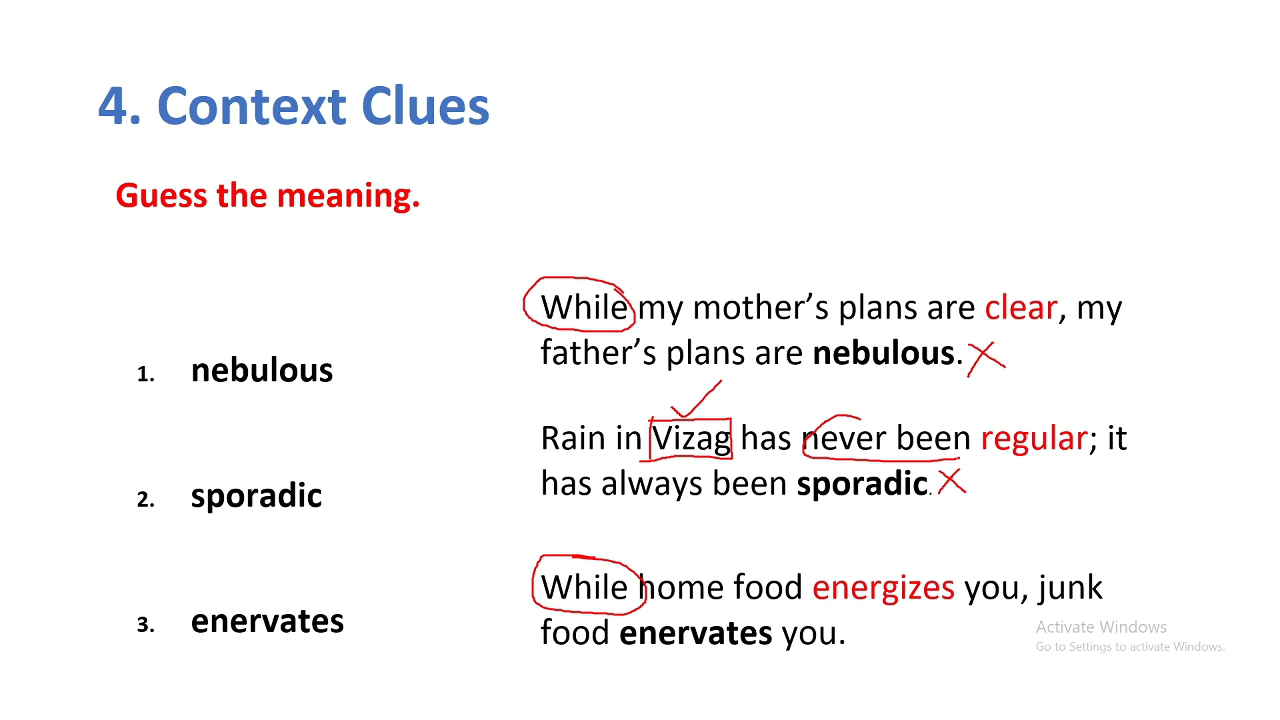 4. Context Clues
Guess the meaning.
While my mother’s plans are clear, my
father’s plans are nebulous.
1. nebulous
Rain in Vizag has never been regular; it
has always been sporadic.
2. sporadic
While home food energizes you, junk
food enervates you.
3. enervates
Activate Windows
Go to Settings to activate Windows.